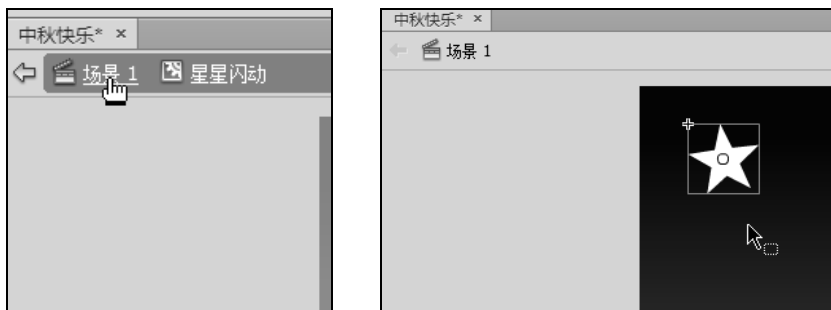 中秋快乐* ×
场景 1 星星闪动
中秋快乐* ×
场景 1